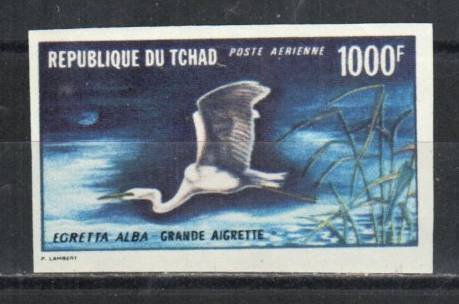 REPUBLIQUE DU TCHAD POSTE AERIENNE 1000F
EGRETTA ALBA - GRANDE AIGRETTE
P. LAMBERT